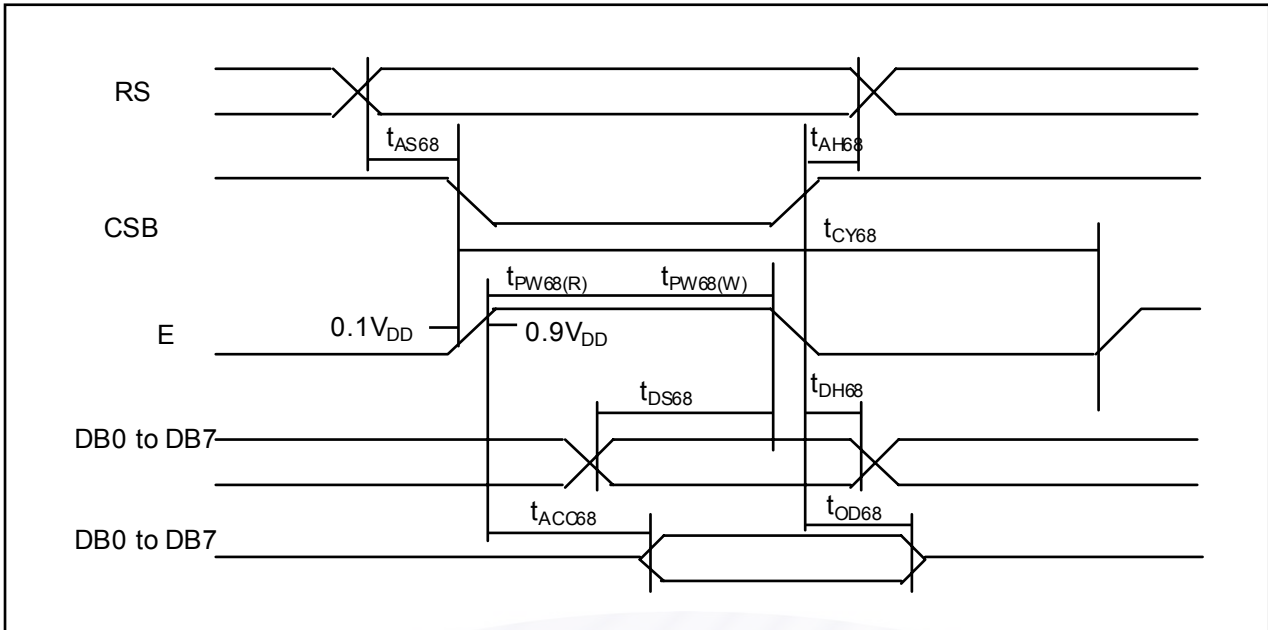 RS
tAS68
tAH68
CSB
tCY68
tPW68(R)
tPW68(W)
0.1VDD
0.9VDD
E
tDS68
tDH68
DB0 to DB7
tACC68
tOD68
DB0 to DB7